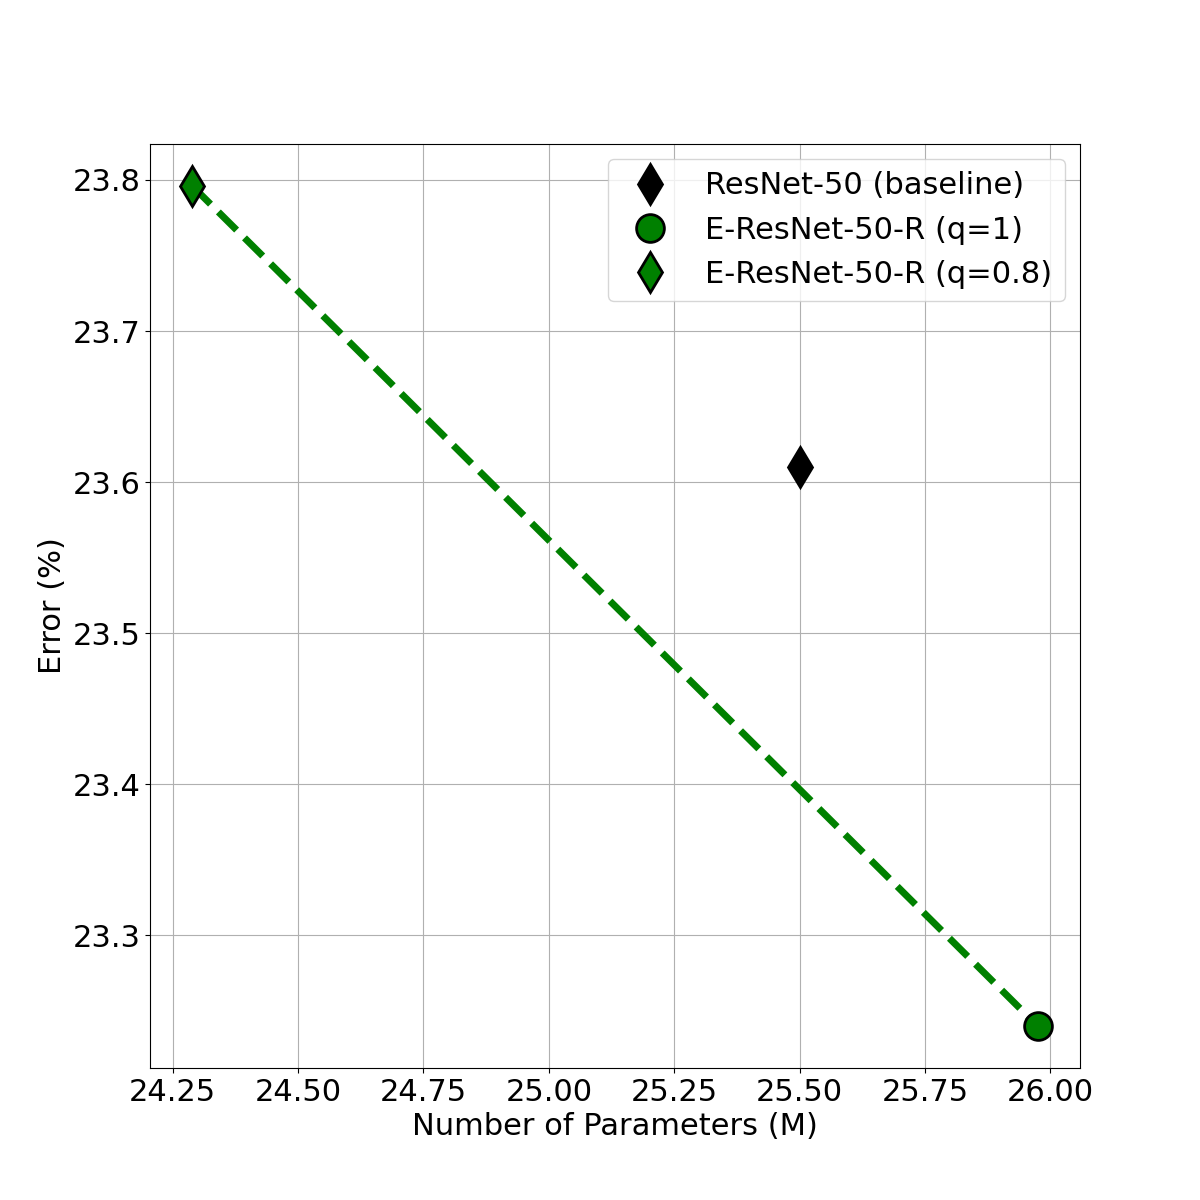 ResNet-50 (baseline)
E-ResNet-50-R (q=1)
E-ResNet-50-R (q=0.8)
23.8
23.7
23.6
23.5
23.4
23.3
Error (%)
24.25 24.50 24.75 25.00 25.25 25.50 25.75 26.00
Number of Parameters (M)